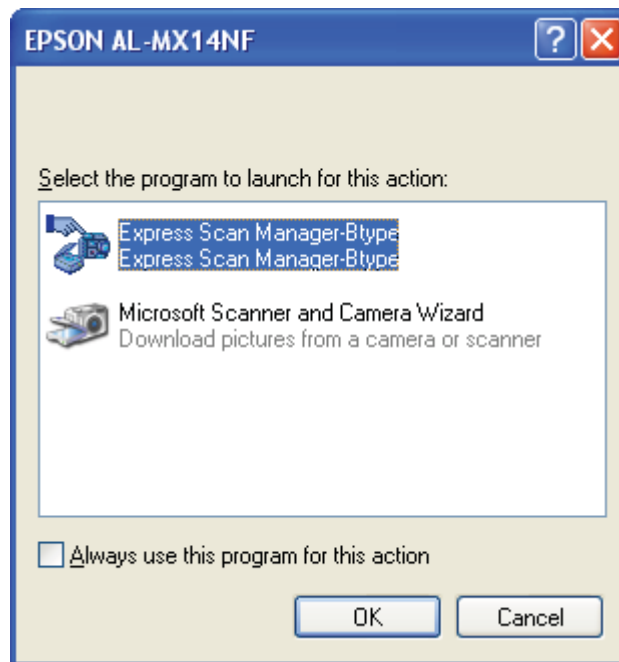 EPSON AL-MX14NF
Select the program to launch for this action:
Express Scan Manager-Btype
Express Scan Manager-Btype
Microsoft Scanner and Camera Wizard
Download pictures from a camera or scanner
Always use this program for this action
OK
Cancel